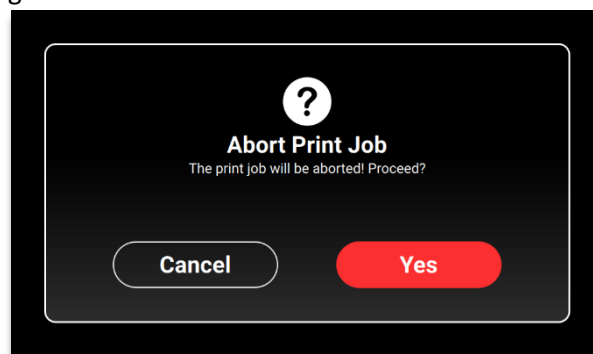 ?
Abort Print Job
The print job will be aborted! Proceed?
Cancel
Yes